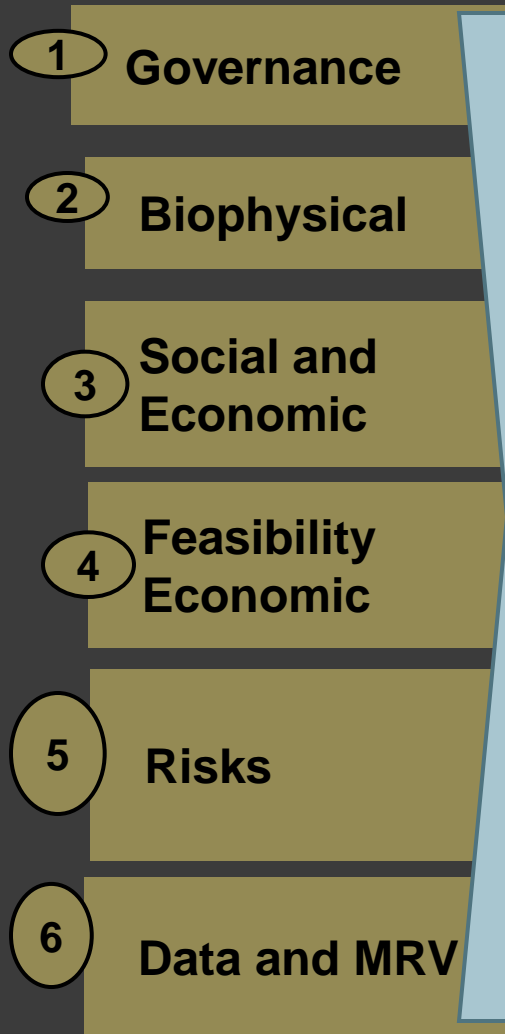 1
Governance
2
Biophysical
3
Social and
Economic
4
Feasibility
Economic
5
Risks
6
Data and MRV